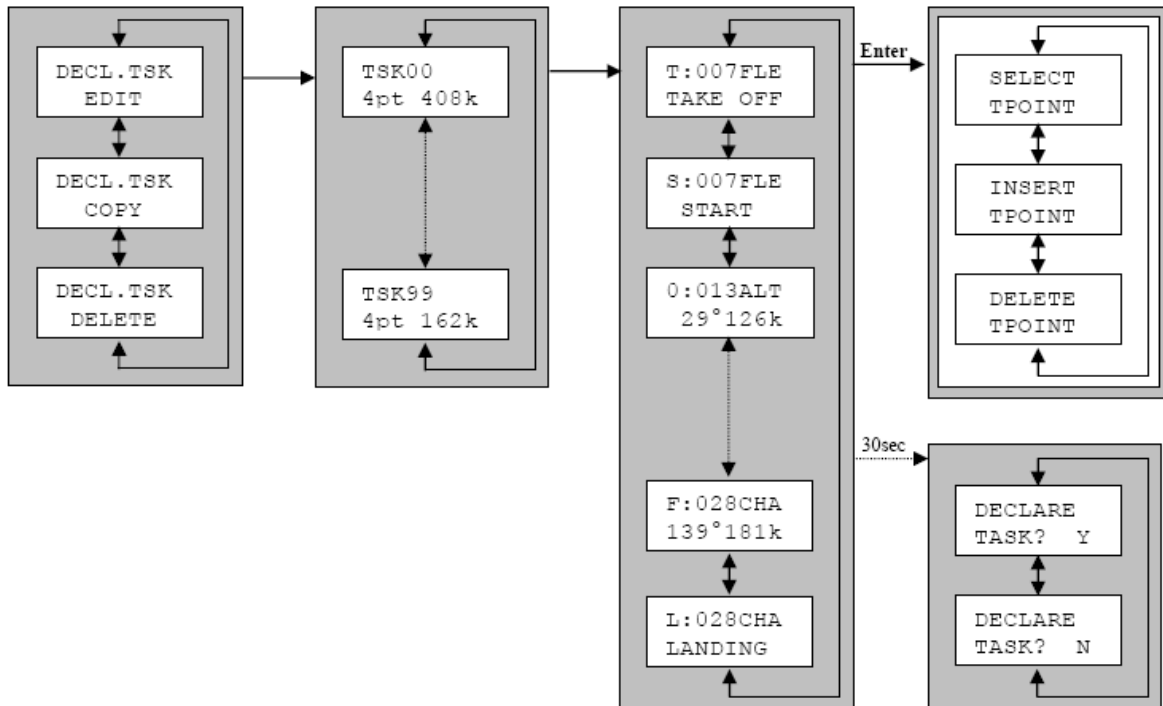 DECL.TSK
EDIT
DECL.TSK
COPY
DECL.TSK
DELETE
TSK00
4pt 408k
TSK99
4pt 162k
T:007FLE
TAKE OFF
S:007FLE
START
0:013ALT
29°126k
F:028CHA
139°181k
L:028CHA
LANDING
Enter
SELECT
TPOINT
INSERT
TPOINT
DELETE
TPOINT
30sec
DECLARE
TASK? Y
DECLARE
TASK? N